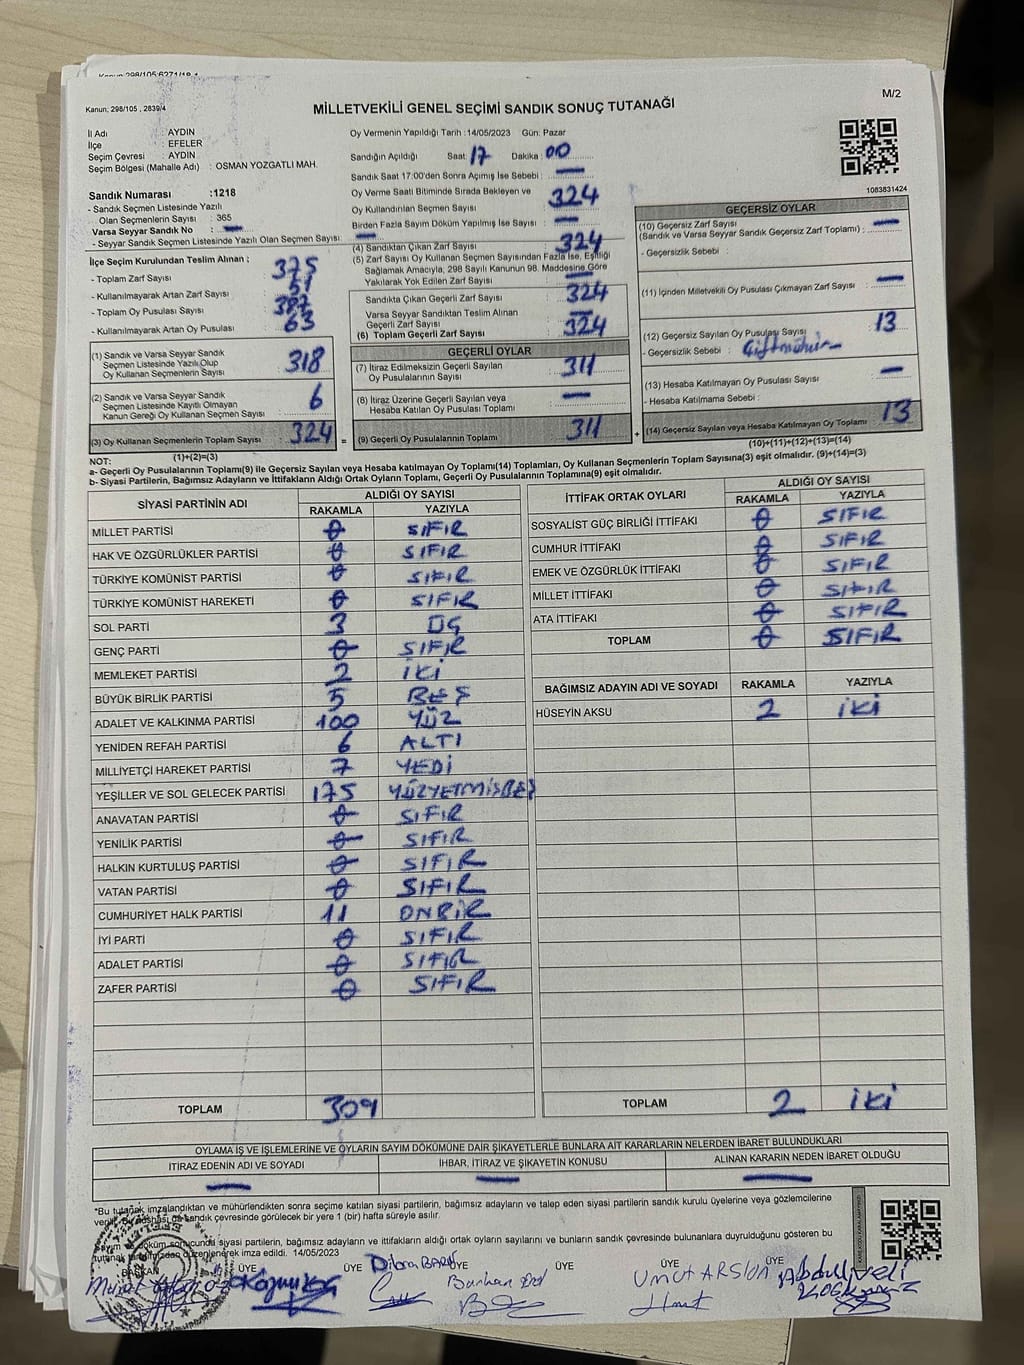 Kanun 298/105 6271/19 4
Kanun; 298/105 , 2839/4
M/2
MİLLETVEKİLİ GENEL SEÇİMİ SANDIK SONUÇ TUTANAĞI
İl Adı : AYDIN
İlçe : EFELER
Seçim Çevresi : AYDIN
Seçim Bölgesi (Mahalle Adı) : OSMAN YOZGATLI MAH.
Sandık Numarası :1218
- Sandık Seçmen Listesinde Yazılı
Olan Seçmenlerin Sayısı : 365
Varsa Seyyar Sandık No : —
- Seyyar Sandık Seçmen Listesinde Yazılı Olan Seçmen Sayısı: —
Oy Vermenin Yapıldığı Tarih :14/05/2023 Gün: Pazar
Sandığın Açıldığı Saat: 17 Dakika : 00
Sandık Saat 17:00'den Sonra Açılmış İse Sebebi : —
Oy Verme Saati Bitiminde Sırada Bekleyen ve
Oy Kullandırılan Seçmen Sayısı : 324
Birden Fazla Sayım Döküm Yapılmış İse Sayısı : —
1083831424
İlçe Seçim Kurulundan Teslim Alınan :
- Toplam Zarf Sayısı : 375
- Kullanılmayarak Artan Zarf Sayısı : 51
- Toplam Oy Pusulası Sayısı : 387
- Kullanılmayarak Artan Oy Pusulası : 63
(4) Sandıktan Çıkan Zarf Sayısı : 324
(5) Zarf Sayısı Oy Kullanan Seçmen Sayısından Fazla İse, Eşitliği
Sağlamak Amacıyla, 298 Sayılı Kanunun 98. Maddesine Göre
Yakılarak Yok Edilen Zarf Sayısı : —
Sandıkta Çıkan Geçerli Zarf Sayısı : 324
Varsa Seyyar Sandıktan Teslim Alınan
Geçerli Zarf Sayısı : —
(6) Toplam Geçerli Zarf Sayısı : 324
GEÇERSİZ OYLAR
(10) Geçersiz Zarf Sayısı
(Sandık ve Varsa Seyyar Sandık Geçersiz Zarf Toplamı) : —
- Geçersizlik Sebebi :
(11) İçinden Milletvekili Oy Pusulası Çıkmayan Zarf Sayısı : —
(12) Geçersiz Sayılan Oy Pusulası Sayısı : 13
- Geçersizlik Sebebi : Çift mühür
(13) Hesaba Katılmayan Oy Pusulası Sayısı : —
- Hesaba Katılmama Sebebi :
(14) Geçersiz Sayılan veya Hesaba Katılmayan Oy Toplamı : 13
(10)+(11)+(12)+(13)=(14)
(1) Sandık ve Varsa Seyyar Sandık
Seçmen Listesinde Yazılı Olup
Oy Kullanan Seçmenlerin Sayısı : 318
(2) Sandık ve Varsa Seyyar Sandık
Seçmen Listesinde Kayıtlı Olmayan
Kanun Gereği Oy Kullanan Seçmen Sayısı : 6
(3) Oy Kullanan Seçmenlerin Toplam Sayısı : 324 =
(1)+(2)=(3)
GEÇERLİ OYLAR
(7) İtiraz Edilmeksizin Geçerli Sayılan
Oy Pusulalarının Sayısı : 311
(8) İtiraz Üzerine Geçerli Sayılan veya
Hesaba Katılan Oy Pusulası Toplamı : —
(9) Geçerli Oy Pusulalarının Toplamı : 311 +
NOT:
a- Geçerli Oy Pusulalarının Toplamı(9) ile Geçersiz Sayılan veya Hesaba katılmayan Oy Toplamı(14) Toplamları, Oy Kullanan Seçmenlerin Toplam Sayısına(3) eşit olmalıdır. (9)+(14)=(3)
b- Siyasi Partilerin, Bağımsız Adayların ve İttifakların Aldığı Ortak Oyların Toplamı, Geçerli Oy Pusulalarının Toplamına(9) eşit olmalıdır.
SİYASİ PARTİNİN ADI ALDIĞI OY SAYISI
RAKAMLA YAZIYLA
MİLLET PARTİSİ 0 SIFIR
HAK VE ÖZGÜRLÜKLER PARTİSİ 0 SIFIR
TÜRKİYE KOMÜNİST PARTİSİ 0 SIFIR
TÜRKİYE KOMÜNİST HAREKETİ 0 SIFIR
SOL PARTİ 3 ÜÇ
GENÇ PARTİ 0 SIFIR
MEMLEKET PARTİSİ 2 İKİ
BÜYÜK BİRLİK PARTİSİ 5 BEŞ
ADALET VE KALKINMA PARTİSİ 100 YÜZ
YENİDEN REFAH PARTİSİ 6 ALTI
MİLLİYETÇİ HAREKET PARTİSİ 7 YEDİ
YEŞİLLER VE SOL GELECEK PARTİSİ 175 YÜZYETMİŞBEŞ
ANAVATAN PARTİSİ 0 SIFIR
YENİLİK PARTİSİ 0 SIFIR
HALKIN KURTULUŞ PARTİSİ 0 SIFIR
VATAN PARTİSİ 0 SIFIR
CUMHURİYET HALK PARTİSİ 11 ONBİR
İYİ PARTİ 0 SIFIR
ADALET PARTİSİ 0 SIFIR
ZAFER PARTİSİ 0 SIFIR
TOPLAM 309
İTTİFAK ORTAK OYLARI ALDIĞI OY SAYISI
RAKAMLA YAZIYLA
SOSYALİST GÜÇ BİRLİĞİ İTTİFAKI 0 SIFIR
CUMHUR İTTİFAKI 0 SIFIR
EMEK VE ÖZGÜRLÜK İTTİFAKI 0 SIFIR
MİLLET İTTİFAKI 0 SIFIR
ATA İTTİFAKI 0 SIFIR
TOPLAM 0 SIFIR
BAĞIMSIZ ADAYIN ADI VE SOYADI RAKAMLA YAZIYLA
HÜSEYİN AKSU 2 İKİ
TOPLAM 2 İKİ
OYLAMA İŞ VE İŞLEMLERİNE VE OYLARIN SAYIM DÖKÜMÜNE DAİR ŞİKAYETLERLE BUNLARA AİT KARARLARIN NELERDEN İBARET BULUNDUKLARI
İTİRAZ EDENİN ADI VE SOYADI İHBAR, İTİRAZ VE ŞİKAYETİN KONUSU ALINAN KARARIN NEDEN İBARET OLDUĞU
— — —
*Bu tutanak imzalandıktan ve mühürlendikten sonra seçime katılan siyasi partilerin, bağımsız adayların ve talep eden siyasi partilerin sandık kurulu üyelerine veya gözlemcilerine
sandık çevresinde görülecek bir yere 1 (bir) hafta süreyle asılır.
döküm sonucunda siyasi partilerin, bağımsız adayların ve ittifakların aldığı ortak oyların sayılarını ve bunların sandık çevresinde bulunanlara duyurulduğunu gösteren bu
tutanak tarafımızdan düzenlenerek imza edildi. 14/05/2023
BAŞKAN ÜYE ÜYE ÜYE ÜYE ÜYE ÜYE
Murat
Burhan
Umut ARSLAN
Abdulveli